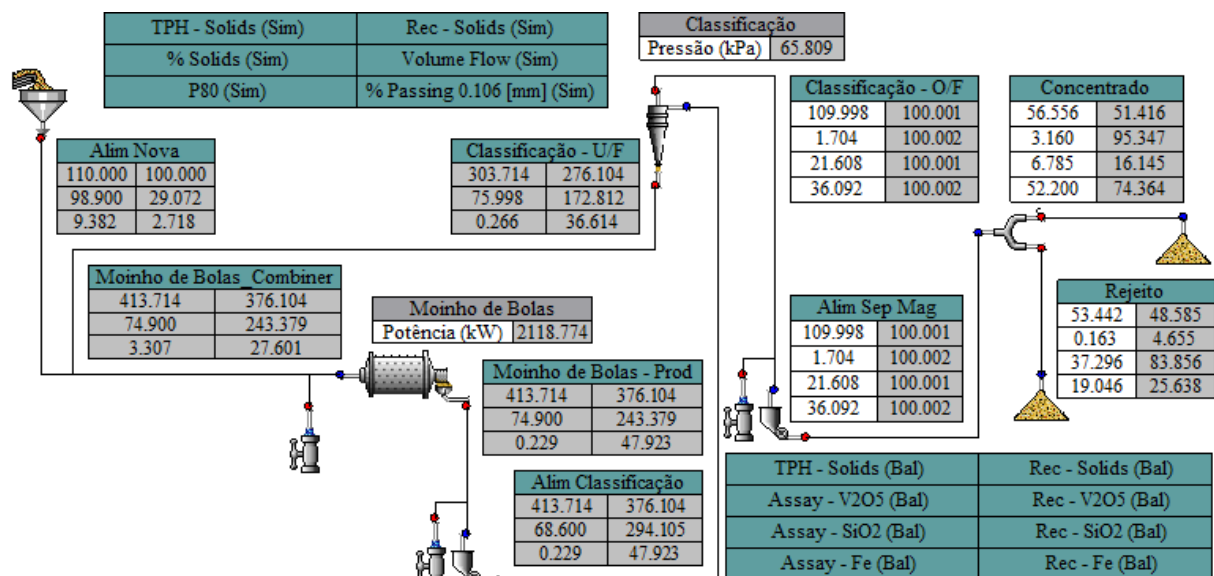 TPH - Solids (Sim) Rec - Solids (Sim)
% Solids (Sim) Volume Flow (Sim)
P80 (Sim) % Passing 0.106 [mm] (Sim)
Classificação
Pressão (kPa) 65.809
Alim Nova
110.000 100.000
98.900 29.072
9.382 2.718
Classificação - U/F
303.714 276.104
75.998 172.812
0.266 36.614
Classificação - O/F
109.998 100.001
1.704 100.002
21.608 100.001
36.092 100.002
Concentrado
56.556 51.416
3.160 95.347
6.785 16.145
52.200 74.364
Moinho de Bolas_Combiner
413.714 376.104
74.900 243.379
3.307 27.601
Moinho de Bolas
Potência (kW) 2118.774
Moinho de Bolas - Prod
413.714 376.104
74.900 243.379
0.229 47.923
Alim Sep Mag
109.998 100.001
1.704 100.002
21.608 100.001
36.092 100.002
Rejeito
53.442 48.585
0.163 4.655
37.296 83.856
19.046 25.638
Alim Classificação
413.714 376.104
68.600 294.105
0.229 47.923
TPH - Solids (Bal) Rec - Solids (Bal)
Assay - V2O5 (Bal) Rec - V2O5 (Bal)
Assay - SiO2 (Bal) Rec - SiO2 (Bal)
Assay - Fe (Bal) Rec - Fe (Bal)